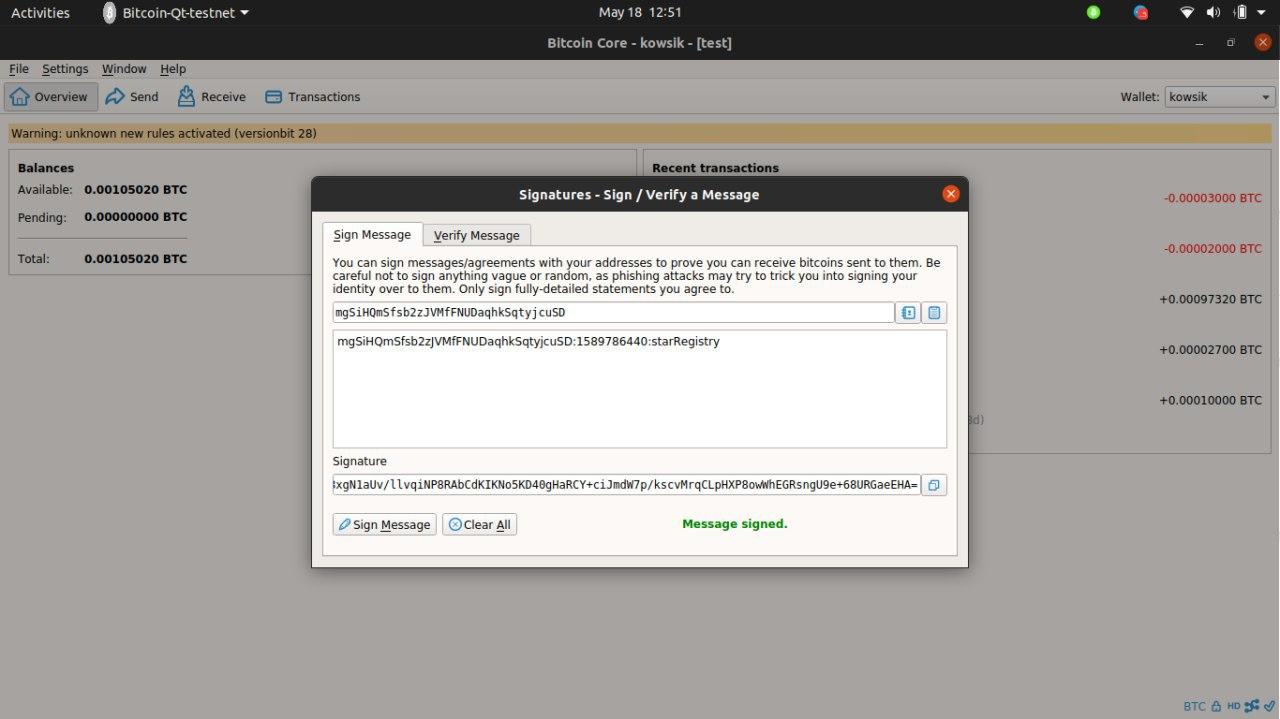 Activities Bitcoin-Qt-testnet May 18 12:51
Bitcoin Core - kowsik - [test]
File Settings Window Help
Overview Send Receive Transactions Wallet: kowsik
Warning: unknown new rules activated (versionbit 28)
Balances
Available: 0.00105020 BTC
Pending: 0.00000000 BTC
Total: 0.00105020 BTC
Recent transactions
-0.00003000 BTC
-0.00002000 BTC
+0.00097320 BTC
+0.00002700 BTC
+0.00010000 BTC
Signatures - Sign / Verify a Message
Sign Message Verify Message
You can sign messages/agreements with your addresses to prove you can receive bitcoins sent to them. Be
careful not to sign anything vague or random, as phishing attacks may try to trick you into signing your
identity over to them. Only sign fully-detailed statements you agree to.
mgSiHQmSfsb2zJVMfFNUDaqhkSqtyjcuSD
mgSiHQmSfsb2zJVMfFNUDaqhkSqtyjcuSD:1589786440:starRegistry
Signature
xgN1aUv/llvqiNP8RAbCdKIKNo5KD40gHaRCY+ciJmdW7p/kscvMrqCLpHXP8owWhEGRsngU9e+68URGaeEHA=
Sign Message Clear All Message signed.
BTC HD